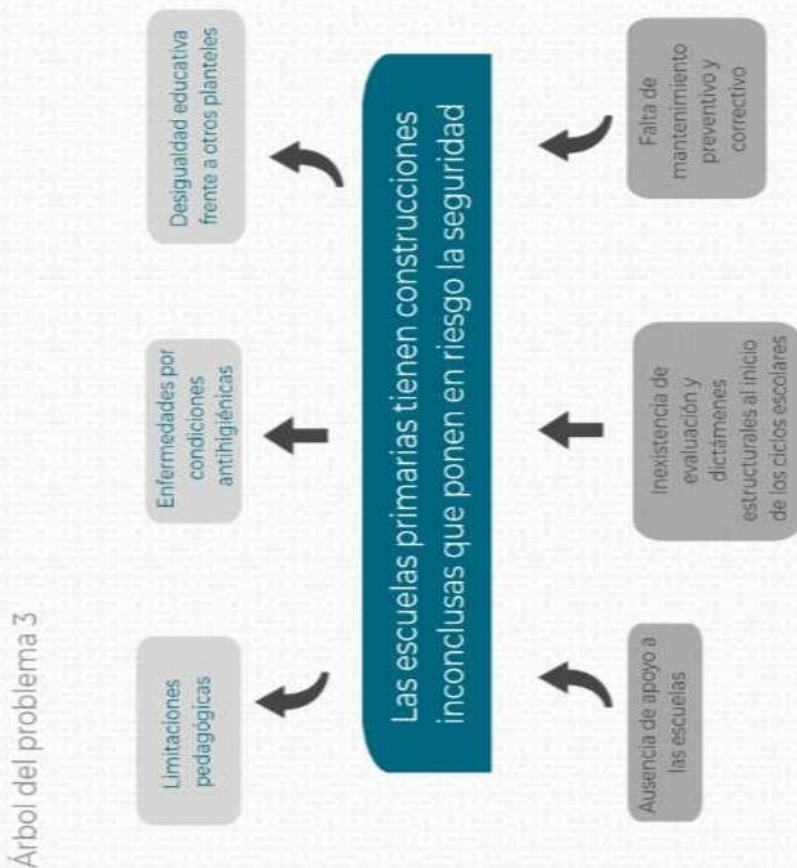 Árbol del problema 3
Limitaciones
pedagógicas
Enfermedades por
condiciones
antihigiénicas
Desigualdad educativa
frente a otros planteles
Las escuelas primarias tienen construcciones
inconclusas que ponen en riesgo la seguridad
Ausencia de apoyo a
las escuelas
Inexistencia de
evaluación y
dictámenes
estructurales al inicio
de los ciclos escolares
Falta de
mantenimiento
preventivo y
correctivo